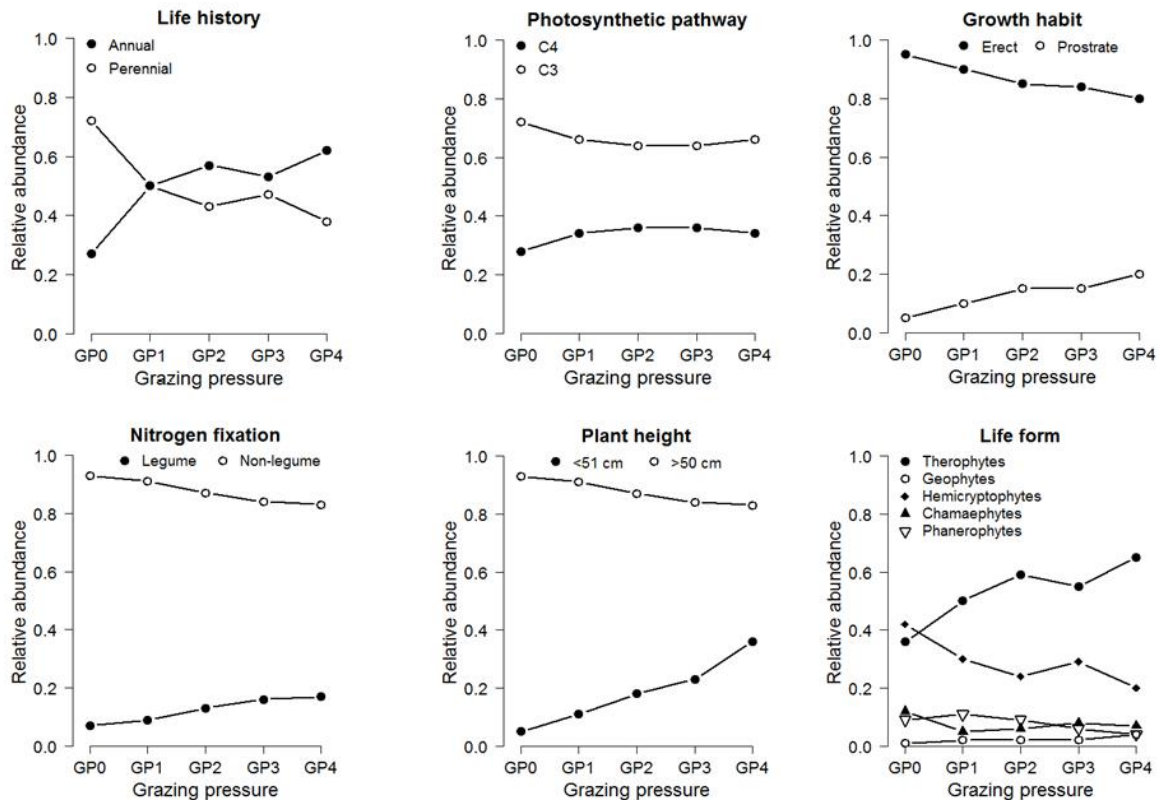 Life history
Annual
Perennial
Relative abundance
1.0
0.8
0.6
0.4
0.2
0.0
GP0 GP1 GP2 GP3 GP4
Grazing pressure
Photosynthetic pathway
C4
C3
Relative abundance
1.0
0.8
0.6
0.4
0.2
0.0
GP0 GP1 GP2 GP3 GP4
Grazing pressure
Growth habit
Erect Prostrate
Relative abundance
1.0
0.8
0.6
0.4
0.2
0.0
GP0 GP1 GP2 GP3 GP4
Grazing pressure
Nitrogen fixation
Legume Non-legume
Relative abundance
1.0
0.8
0.6
0.4
0.2
0.0
GP0 GP1 GP2 GP3 GP4
Grazing pressure
Plant height
<51 cm >50 cm
Relative abundance
1.0
0.8
0.6
0.4
0.2
0.0
GP0 GP1 GP2 GP3 GP4
Grazing pressure
Life form
Therophytes
Geophytes
Hemicryptophytes
Chamaephytes
Phanerophytes
Relative abundance
1.0
0.8
0.6
0.4
0.2
0.0
GP0 GP1 GP2 GP3 GP4
Grazing pressure